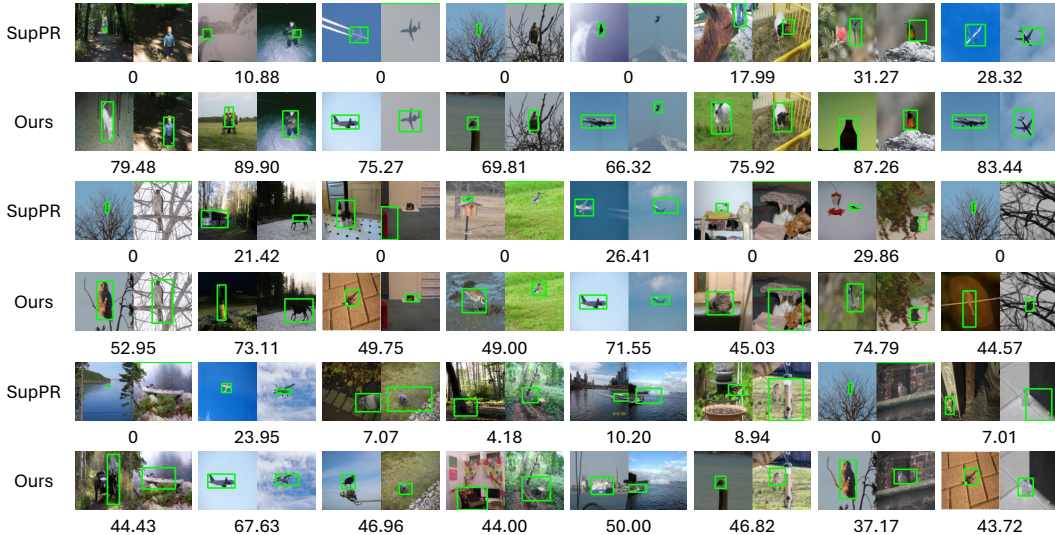 SupPR
0 10.88 0 0 0 17.99 31.27 28.32
Ours
79.48 89.90 75.27 69.81 66.32 75.92 87.26 83.44
SupPR
0 21.42 0 0 26.41 0 29.86 0
Ours
52.95 73.11 49.75 49.00 71.55 45.03 74.79 44.57
SupPR
0 23.95 7.07 4.18 10.20 8.94 0 7.01
Ours
44.43 67.63 46.96 44.00 50.00 46.82 37.17 43.72